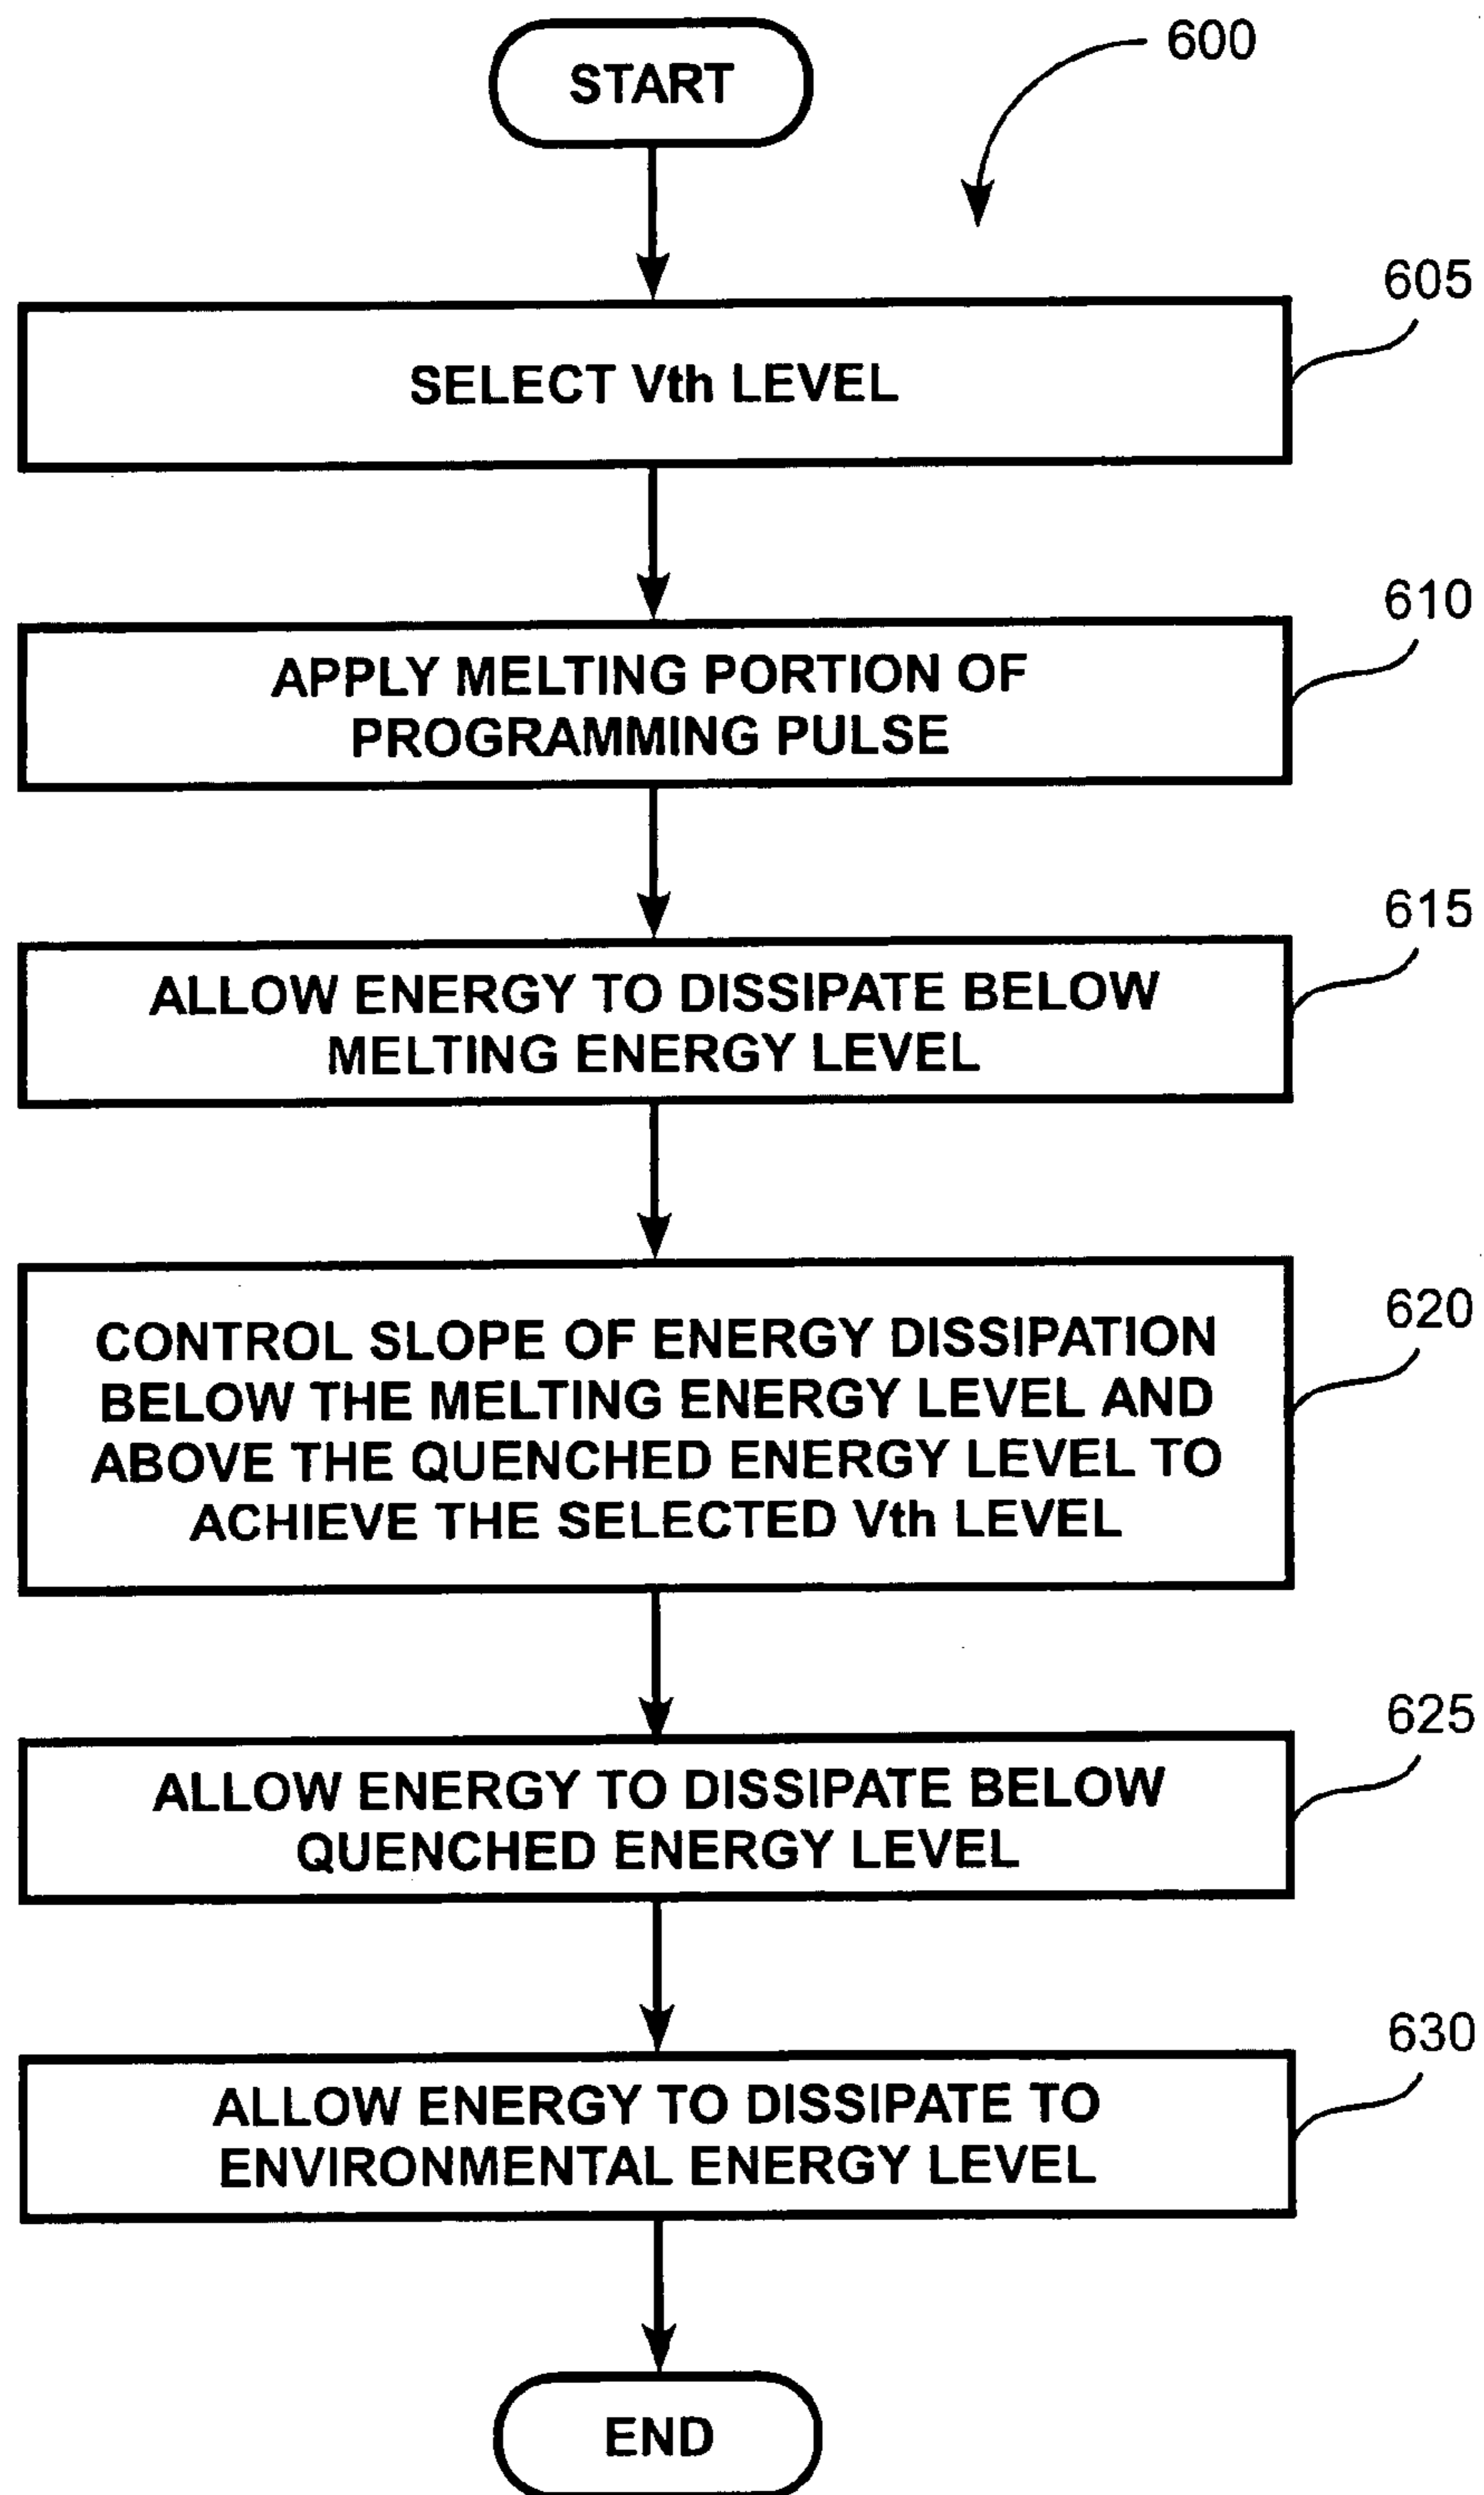 START
600
605
SELECT Vth LEVEL
610
APPLY MELTING PORTION OF
PROGRAMMING PULSE
615
ALLOW ENERGY TO DISSIPATE BELOW
MELTING ENERGY LEVEL
620
CONTROL SLOPE OF ENERGY DISSIPATION
BELOW THE MELTING ENERGY LEVEL AND
ABOVE THE QUENCHED ENERGY LEVEL TO
ACHIEVE THE SELECTED Vth LEVEL
625
ALLOW ENERGY TO DISSIPATE BELOW
QUENCHED ENERGY LEVEL
630
ALLOW ENERGY TO DISSIPATE TO
ENVIRONMENTAL ENERGY LEVEL
END